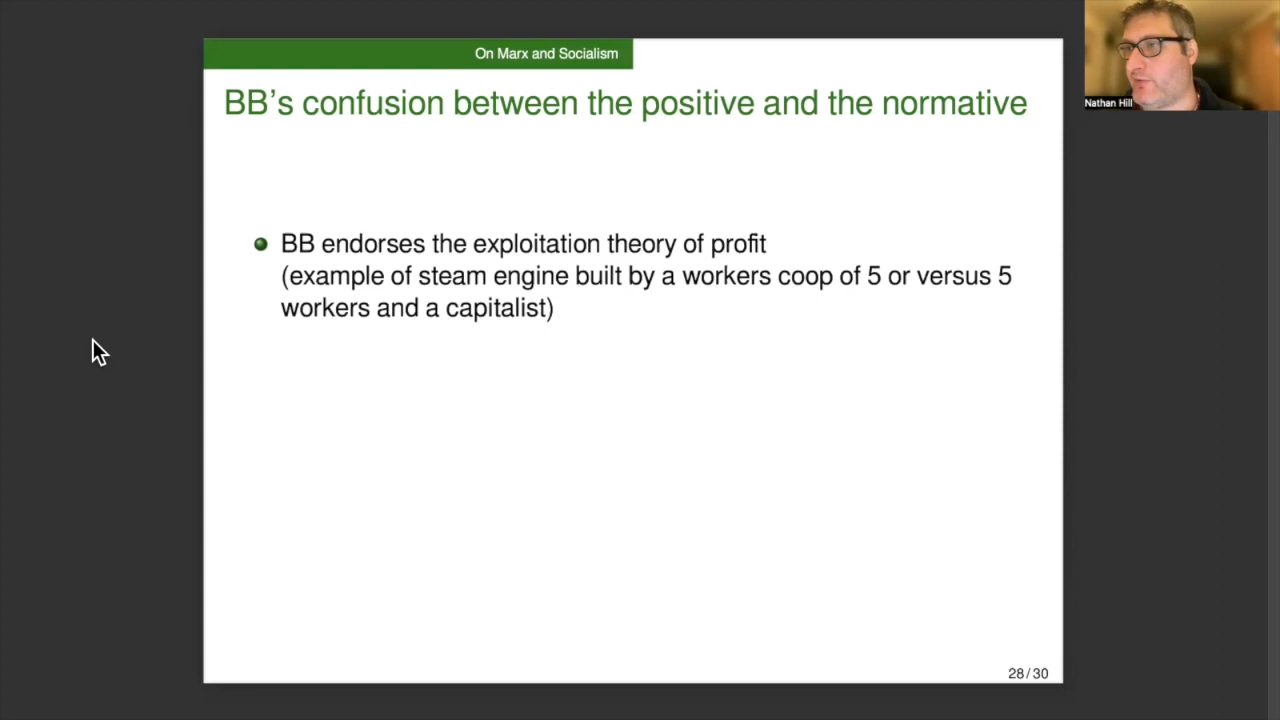 On Marx and Socialism
BB's confusion between the positive and the normative
BB endorses the exploitation theory of profit
(example of steam engine built by a workers coop of 5 or versus 5
workers and a capitalist)
28/30
Nathan Hill